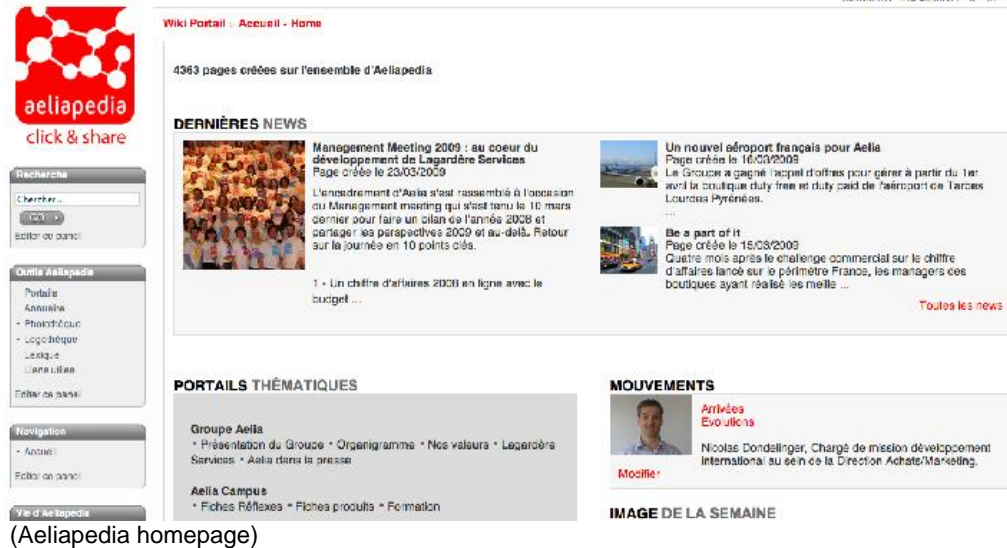 Wiki Portail » Accueil - Home
4363 pages créées sur l'ensemble d'Aeliapedia
aeliapedia
click & share
Recherche
Chercher...
GO
Editer ce panel
Outils Aeliapedia
Portails
Annuaire
- Photothèque
- Logothèque
Lexique
Liens utiles
Editer ce panel
Navigation
- Accueil
Editer ce panel
Vie d'Aeliapedia
DERNIÈRES NEWS
Management Meeting 2009 : au coeur du
développement de Lagardère Services
Page créée le 23/03/2009
L'encadrement d'Aelia s'est rassemblé à l'occasion
du Management meeting qui s'est tenu le 10 mars
dernier pour faire un bilan de l'année 2008 et
partager les perspectives 2009 et au-delà. Retour
sur la journée en 10 points clés.
1 - Un chiffre d'affaires 2008 en ligne avec le
budget ...
Un nouvel aéroport français pour Aelia
Page créée le 16/03/2009
Le Groupe a gagné l'appel d'offres pour gérer à partir du 1er
avril la boutique duty free et duty paid de l'aéroport de Tarbes
Lourdes Pyrénées.
...
Be a part of it
Page créée le 15/03/2009
Quatre mois après le challenge commercial sur le chiffre
d'affaires lancé sur le périmètre France, les managers des
boutiques ayant réalisé les meille ...
Toutes les news
PORTAILS THÉMATIQUES
Groupe Aelia
• Présentation du Groupe • Organigramme • Nos valeurs • Lagardère
Services • Aelia dans la presse
Aelia Campus
• Fiches Réflexes • Fiches produits • Formation
MOUVEMENTS
Arrivées
Evolutions
Nicolas Dondelinger, Chargé de mission développement
international au sein de la Direction Achats/Marketing.
Modifier
IMAGE DE LA SEMAINE
(Aeliapedia homepage)